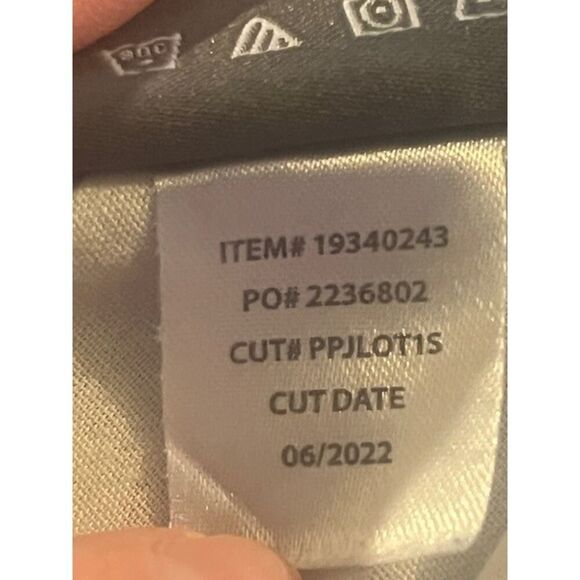 ITEM# 19340243
PO# 2236802
CUT# PPJLOT1S
CUT DATE
06/2022